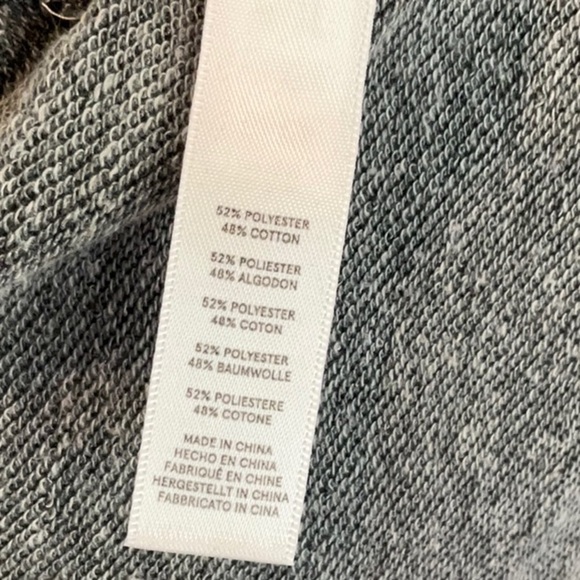 52% POLYESTER
48% COTTON
52% POLIESTER
48% ALGODON
52% POLYESTER
48% COTON
52% POLYESTER
48% BAUMWOLLE
52% POLIESTERE
48% COTONE
MADE IN CHINA
HECHO EN CHINA
FABRIQUÉ EN CHINE
HERGESTELLT IN CHINA
FABBRICATO IN CINA